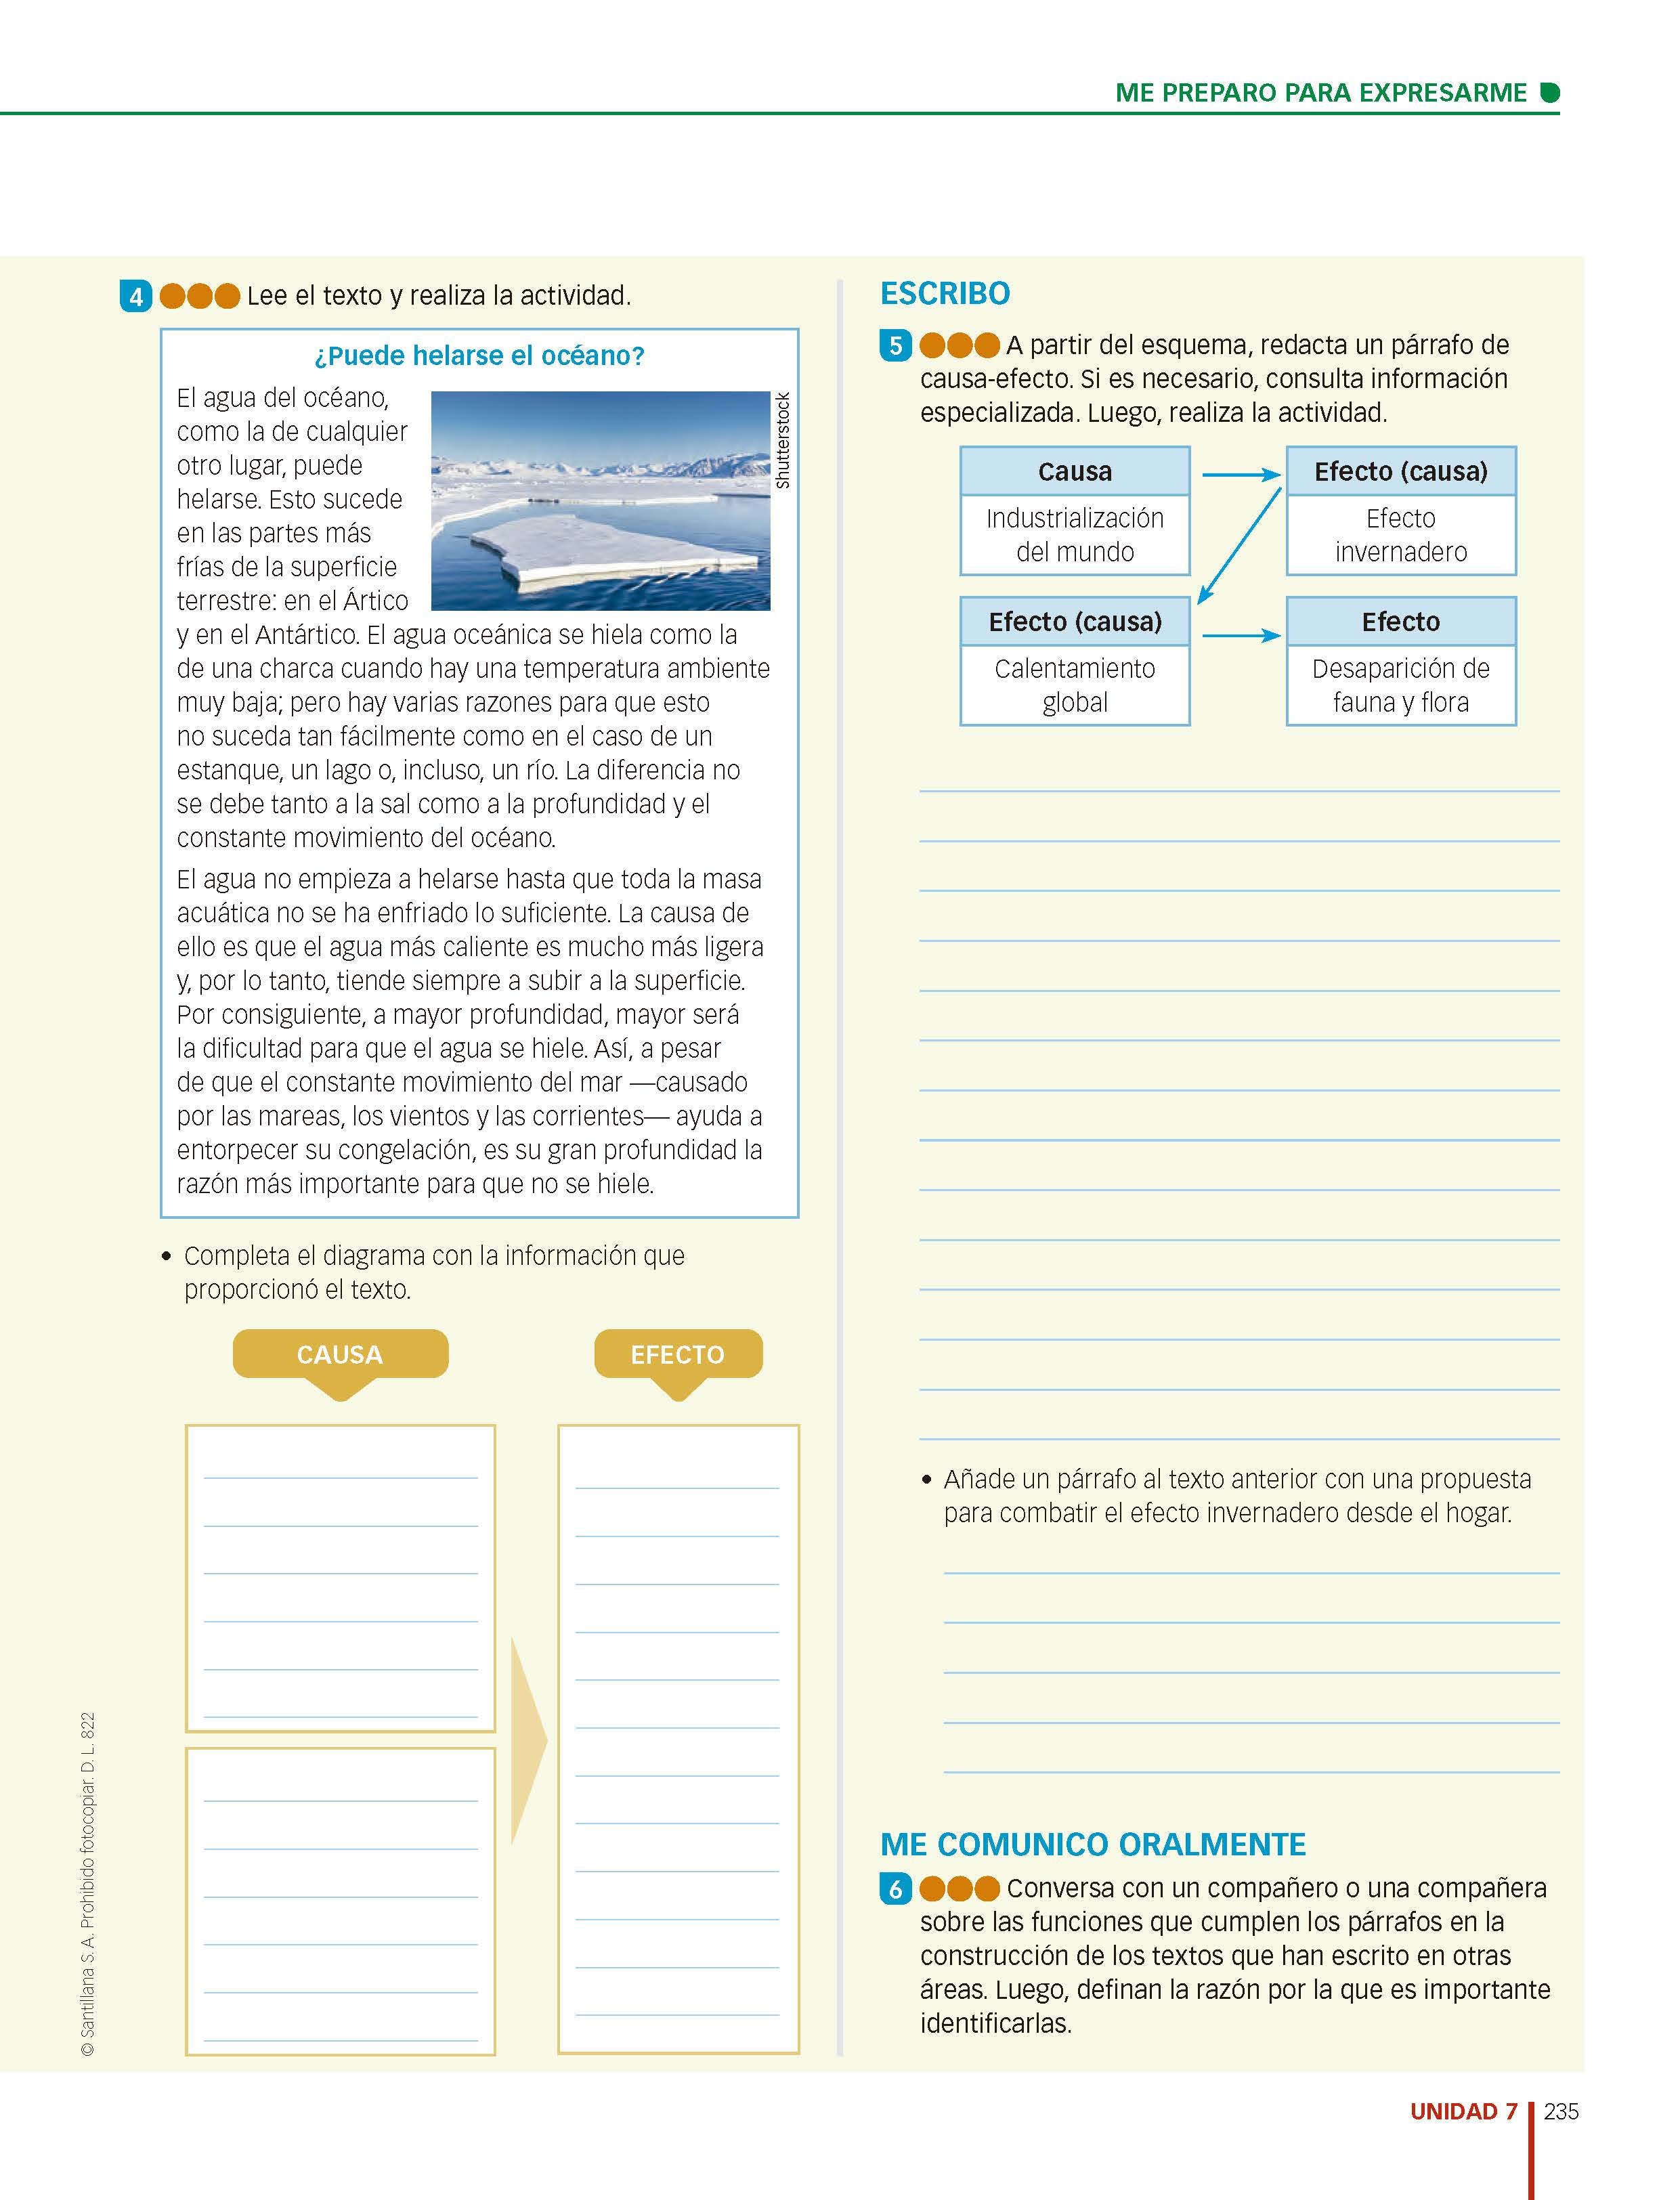 ME PREPARO PARA EXPRESARME
4 Lee el texto y realiza la actividad.
¿Puede helarse el océano?
El agua del océano,
como la de cualquier
otro lugar, puede
helarse. Esto sucede
en las partes más
frías de la superficie
terrestre: en el Ártico
y en el Antártico. El agua oceánica se hiela como la
de una charca cuando hay una temperatura ambiente
muy baja; pero hay varias razones para que esto
no suceda tan fácilmente como en el caso de un
estanque, un lago o, incluso, un río. La diferencia no
se debe tanto a la sal como a la profundidad y el
constante movimiento del océano.
Shutterstock
El agua no empieza a helarse hasta que toda la masa
acuática no se ha enfriado lo suficiente. La causa de
ello es que el agua más caliente es mucho más ligera
y, por lo tanto, tiende siempre a subir a la superficie.
Por consiguiente, a mayor profundidad, mayor será
la dificultad para que el agua se hiele. Así, a pesar
de que el constante movimiento del mar —causado
por las mareas, los vientos y las corrientes— ayuda a
entorpecer su congelación, es su gran profundidad la
razón más importante para que no se hiele.
• Completa el diagrama con la información que
proporcionó el texto.
CAUSA
EFECTO
© Santillana S. A. Prohibido fotocopiar. D. L. 822
ESCRIBO
5 A partir del esquema, redacta un párrafo de
causa-efecto. Si es necesario, consulta información
especializada. Luego, realiza la actividad.
Causa
Industrialización
del mundo
Efecto (causa)
Efecto
invernadero
Efecto (causa)
Calentamiento
global
Efecto
Desaparición de
fauna y flora
• Añade un párrafo al texto anterior con una propuesta
para combatir el efecto invernadero desde el hogar.
ME COMUNICO ORALMENTE
6 Conversa con un compañero o una compañera
sobre las funciones que cumplen los párrafos en la
construcción de los textos que han escrito en otras
áreas. Luego, definan la razón por la que es importante
identificarlas.
UNIDAD 7
235